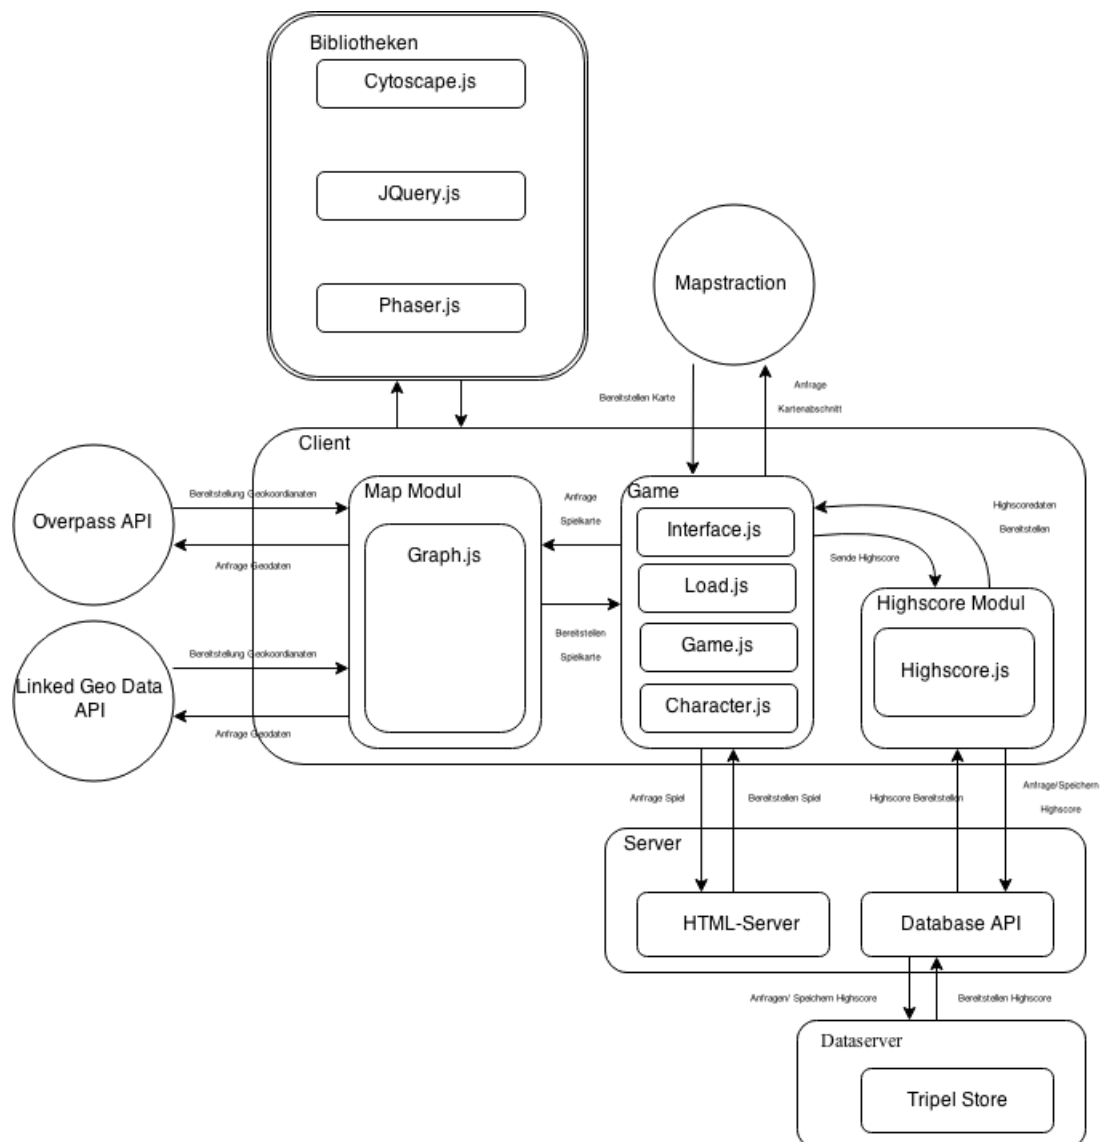 Bibliotheken
Cytoscape.js
JQuery.js
Phaser.js
Mapstraction
Bereitstellen Karte
Anfrage
Kartenabschnitt
Client
Overpass API
Bereitstellung Geokoordianaten
Anfrage Geodaten
Linked Geo Data
API
Bereitstellung Geokoordianaten
Anfrage Geodaten
Map Modul
Graph.js
Anfrage
Spielkarte
Bereitstellen
Spielkarte
Game
Interface.js
Load.js
Game.js
Character.js
Highscoredaten
Bereitstellen
Sende Highscore
Highscore Modul
Highscore.js
Anfrage Spiel
Bereitstellen Spiel
Highscore Bereitstellen
Anfrage/Speichern
Highscore
Server
HTML-Server
Database API
Anfragen/ Speichern Highscore
Bereitstellen Highscore
Dataserver
Tripel Store